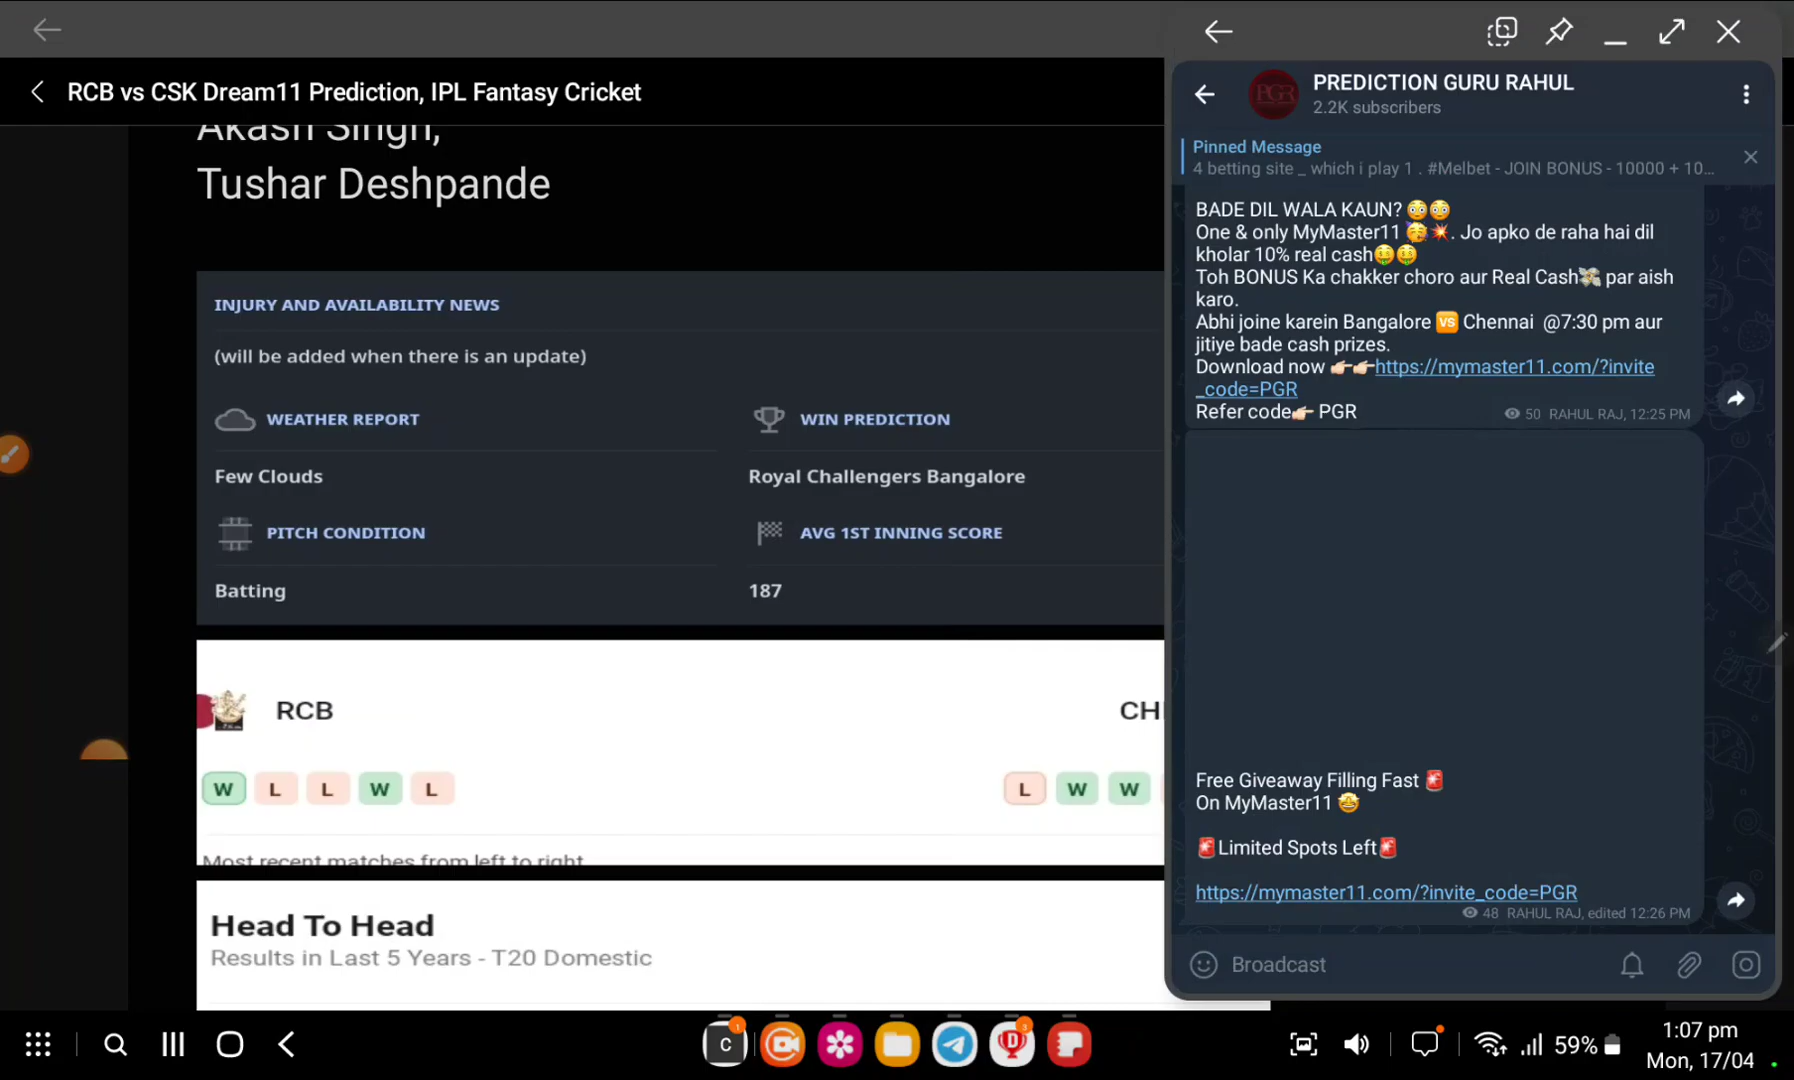 RCB vs CSK Dream11 Prediction, IPL Fantasy Cricket
Akash Singh,
Tushar Deshpande
INJURY AND AVAILABILITY NEWS
(will be added when there is an update)
WEATHER REPORT
WIN PREDICTION
Few Clouds
Royal Challengers Bangalore
PITCH CONDITION
AVG 1ST INNING SCORE
Batting
187
RCB
CH
W L L W L
L W W
Most recent matches from left to right
Head To Head
Results in Last 5 Years - T20 Domestic
PGR
PREDICTION GURU RAHUL
2.2K subscribers
Pinned Message
4 betting site _ which i play 1 . #Melbet - JOIN BONUS - 10000 + 10...
BADE DIL WALA KAUN? 😳😳
One & only MyMaster11 🥳💥. Jo apko de raha hai dil
kholar 10% real cash🤑🤑
Toh BONUS Ka chakker choro aur Real Cash💸 par aish
karo.
Abhi joine karein Bangalore 🆚 Chennai @7:30 pm aur
jitiye bade cash prizes.
Download now 👉🏻👉🏻https://mymaster11.com/?invite
_code=PGR
Refer code👉🏻 PGR
50 RAHUL RAJ, 12:25 PM
Free Giveaway Filling Fast 🚨
On MyMaster11 🤩
🚨Limited Spots Left🚨
https://mymaster11.com/?invite_code=PGR
48 RAHUL RAJ, edited 12:26 PM
Broadcast
C
1
D
3
59%
1:07 pm
Mon, 17/04